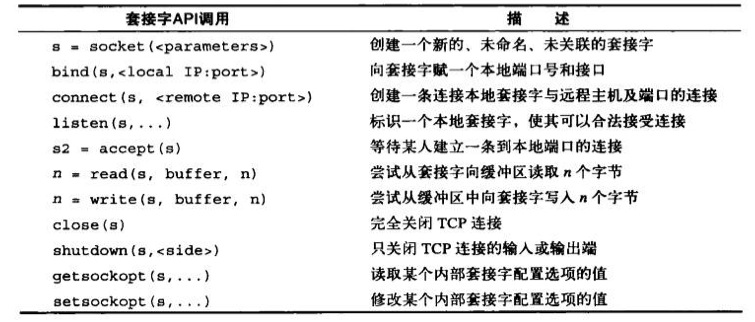 套接字API调用 描 述
s = socket(<parameters>) 创建一个新的、未命名、未关联的套接字
bind(s,<local IP:port>) 向套接字赋一个本地端口号和接口
connect(s, <remote IP:port>) 创建一条连接本地套接字与远程主机及端口的连接
listen(s,...) 标识一个本地套接字，使其可以合法接受连接
s2 = accept(s) 等待某人建立一条到本地端口的连接
n = read(s, buffer, n) 尝试从套接字向缓冲区读取 n 个字节
n = write(s, buffer, n) 尝试从缓冲区中向套接字写入 n 个字节
close(s) 完全关闭 TCP 连接
shutdown(s,<side>) 只关闭 TCP 连接的输入或输出端
getsockopt(s,...) 读取某个内部套接字配置选项的值
setsockopt(s,...) 修改某个内部套接字配置选项的值